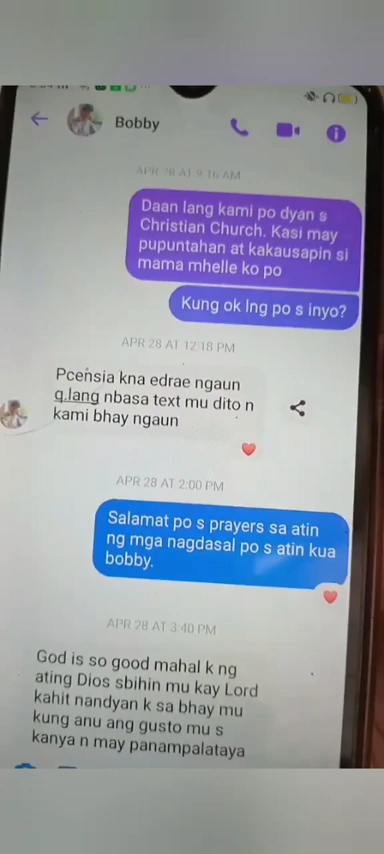 Bobby
APR 28 AT 9:16 AM
Daan lang kami po dyan s
Christian Church. Kasi may
pupuntahan at kakausapin si
mama mhelle ko po
Kung ok lng po s inyo?
APR 28 AT 12:18 PM
Pcensia kna edrae ngaun
q.lang nbasa text mu dito n
kami bhay ngaun
APR 28 AT 2:00 PM
Salamat po s prayers sa atin
ng mga nagdasal po s atin kua
bobby.
APR 28 AT 3:40 PM
God is so good mahal k ng
ating Dios sbihin mu kay Lord
kahit nandyan k sa bhay mu
kung anu ang gusto mu s
kanya n may panampalataya